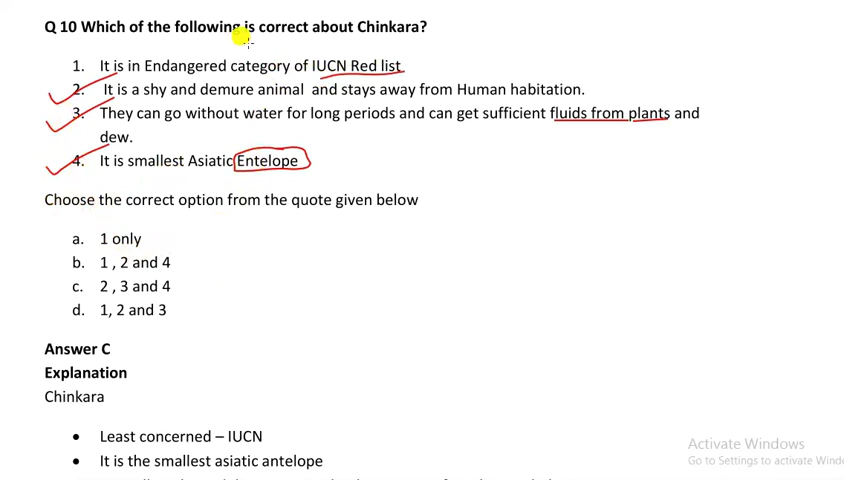 Q 10 Which of the following is correct about Chinkara?
1. It is in Endangered category of IUCN Red list
2. It is a shy and demure animal and stays away from Human habitation.
3. They can go without water for long periods and can get sufficient fluids from plants and
dew.
4. It is smallest Asiatic Entelope
Choose the correct option from the quote given below
a. 1 only
b. 1 , 2 and 4
c. 2 , 3 and 4
d. 1, 2 and 3
Answer C
Explanation
Chinkara
• Least concerned – IUCN
• It is the smallest asiatic antelope
Activate Windows
Go to Settings to activate Windo